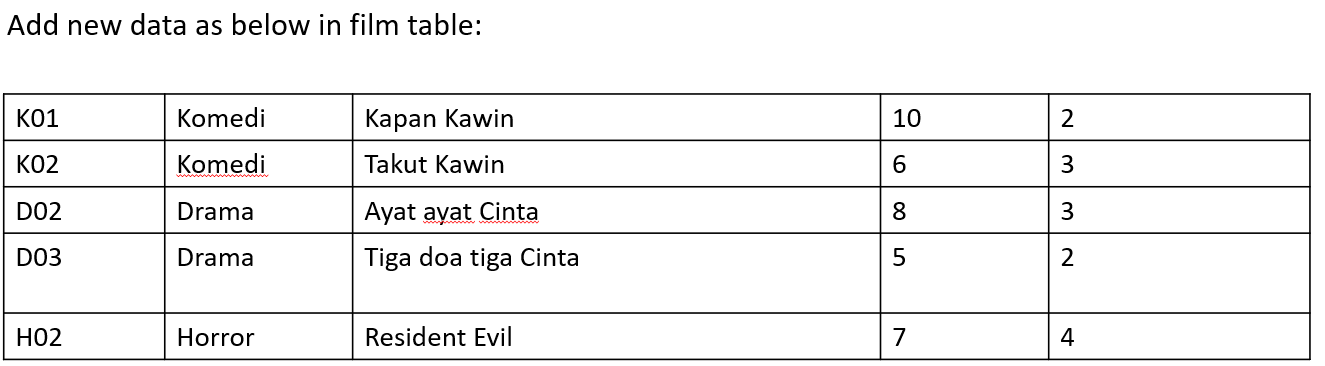 Add new data as below in film table:
K01 Komedi Kapan Kawin 10 2
K02 Komedi Takut Kawin 6 3
D02 Drama Ayat ayat Cinta 8 3
D03 Drama Tiga doa tiga Cinta 5 2
H02 Horror Resident Evil 7 4